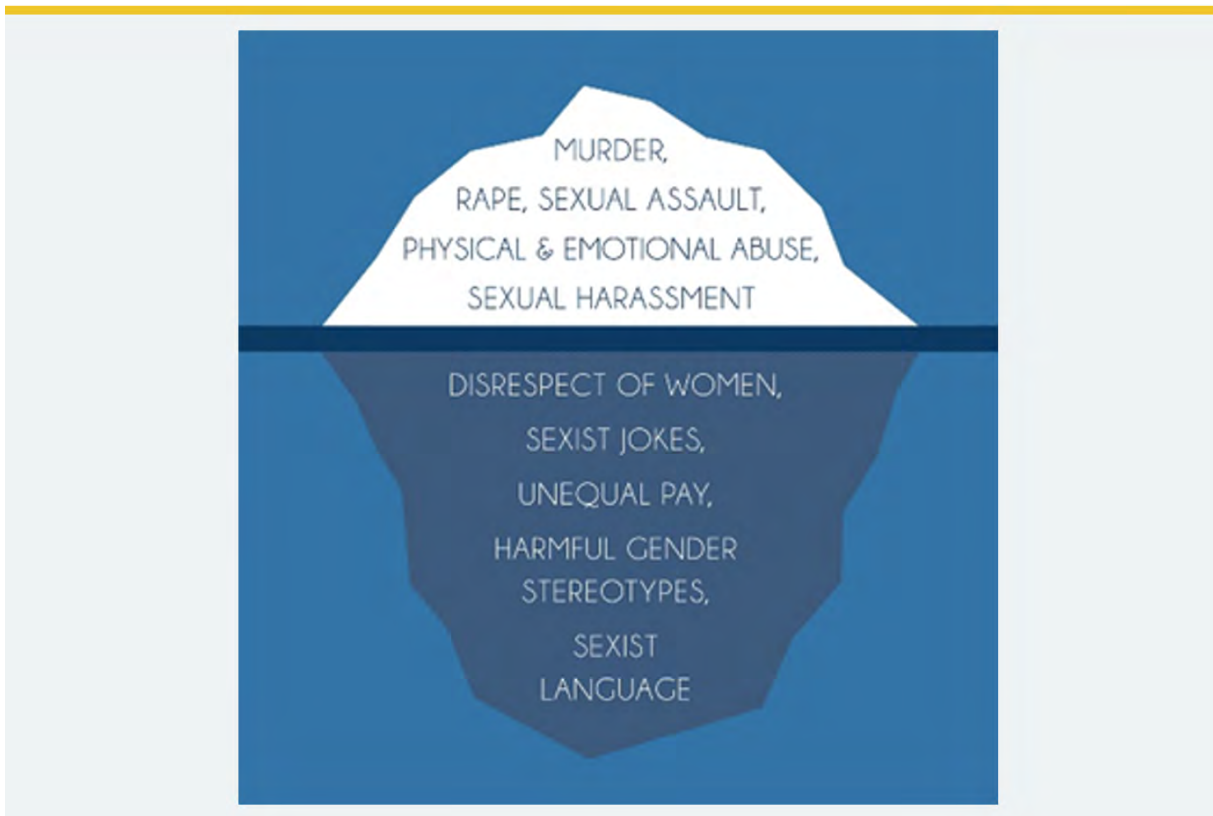 MURDER,
RAPE, SEXUAL ASSAULT,
PHYSICAL & EMOTIONAL ABUSE,
SEXUAL HARASSMENT
DISRESPECT OF WOMEN,
SEXIST JOKES,
UNEQUAL PAY,
HARMFUL GENDER
STEREOTYPES,
SEXIST
LANGUAGE